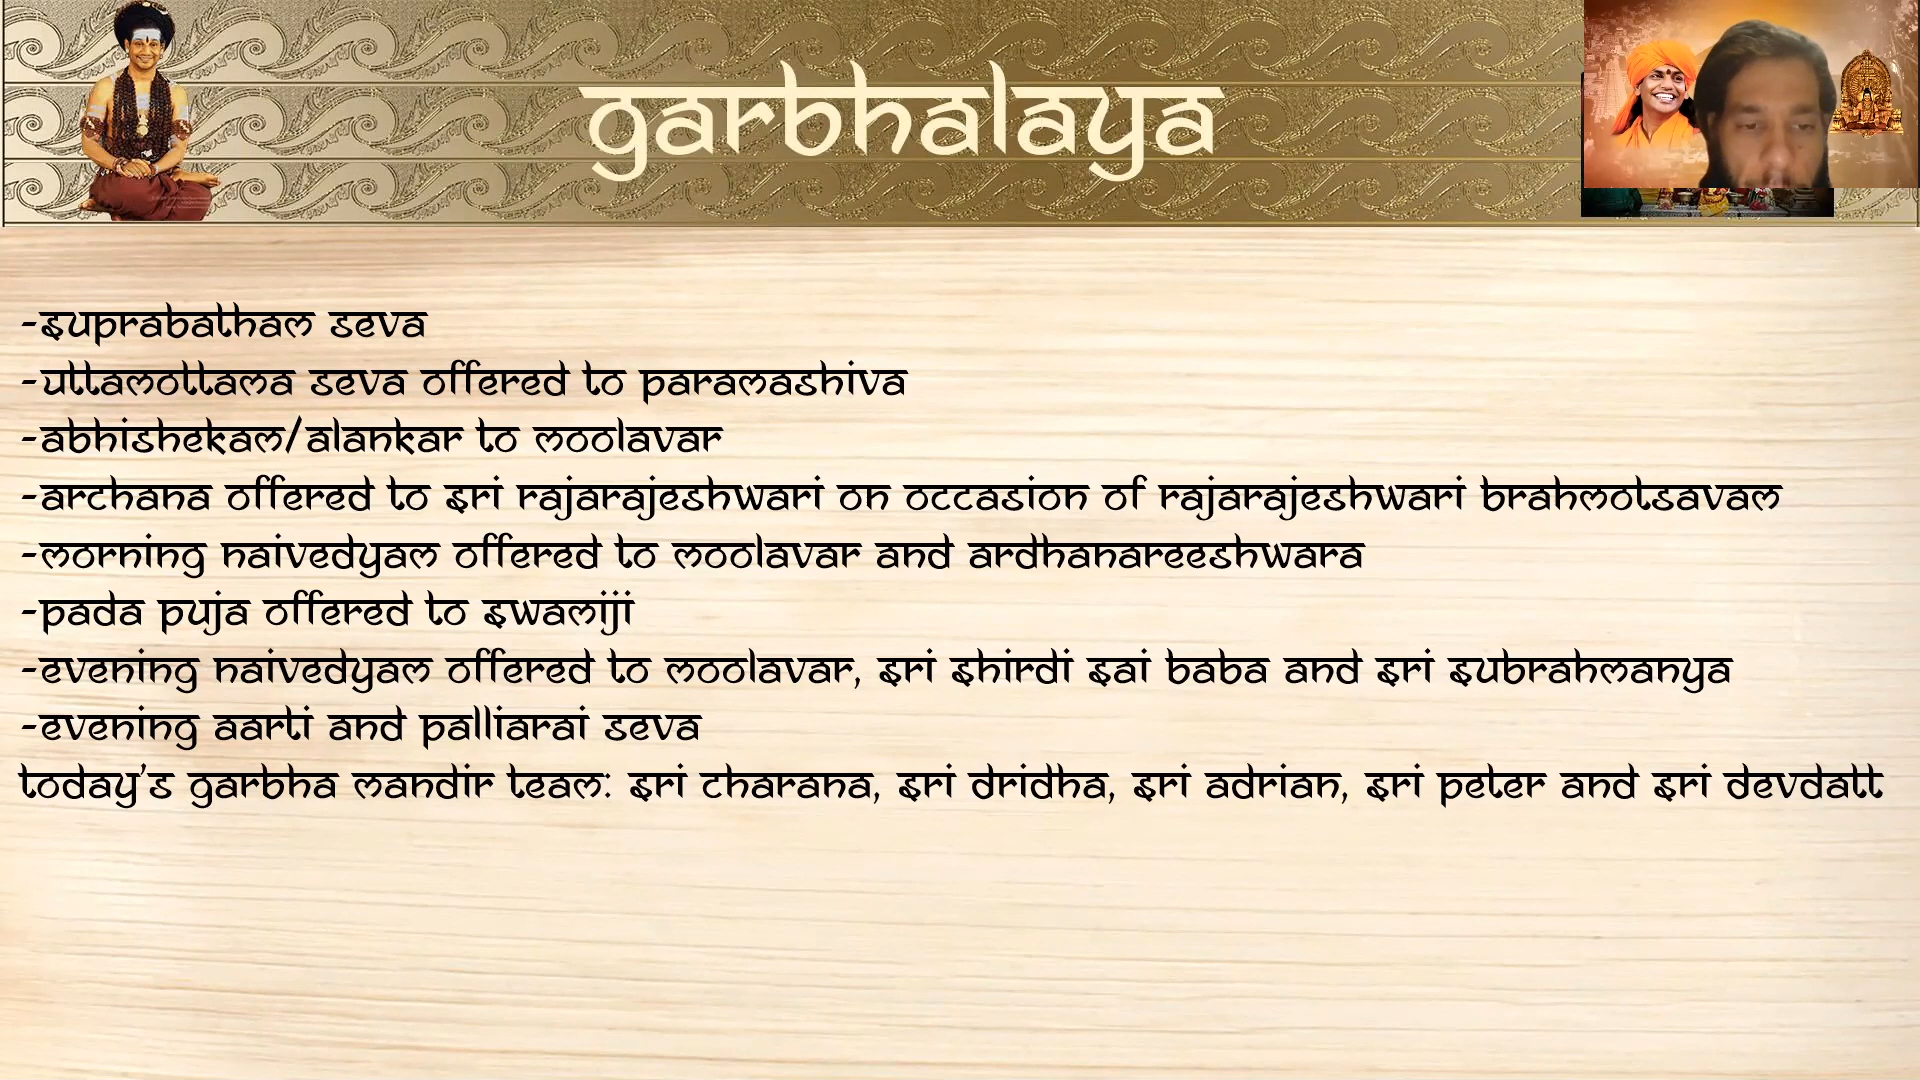 garbhalaya
-Suprabatham seva
-uttamottama seva offered to paramashiva
-abhishekam/alankar to moolavar
-archana offered to Sri rajarajeshwari on occasion of rajarajeshwari brahmotsavam
-morning naivedyam offered to moolavar and ardhanareeshwara
-pada puja offered to Swamiji
-evening naivedyam offered to moolavar, Sri Shirdi Sai baba and Sri Subrahmanya
-evening aarti and palliarai seva
today's garbha mandir team: Sri charana, Sri dridha, Sri adrian, Sri peter and Sri devdatt